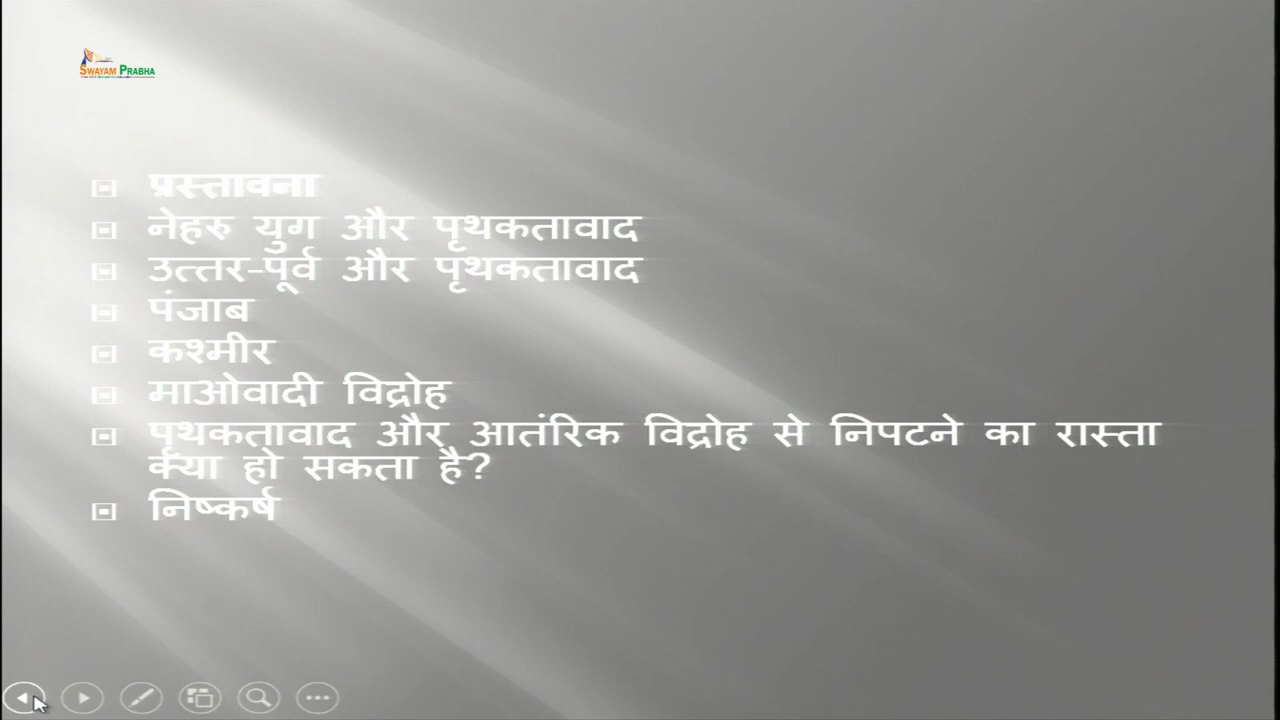 SWAYAM PRABHA
प्रस्तावना
नेहरु युग और पृथकतावाद
उत्तर-पूर्व और पृथकतावाद
पंजाब
कश्मीर
माओवादी विद्रोह
पृथकतावाद और आतंरिक विद्रोह से निपटने का रास्ता
क्या हो सकता है?
निष्कर्ष